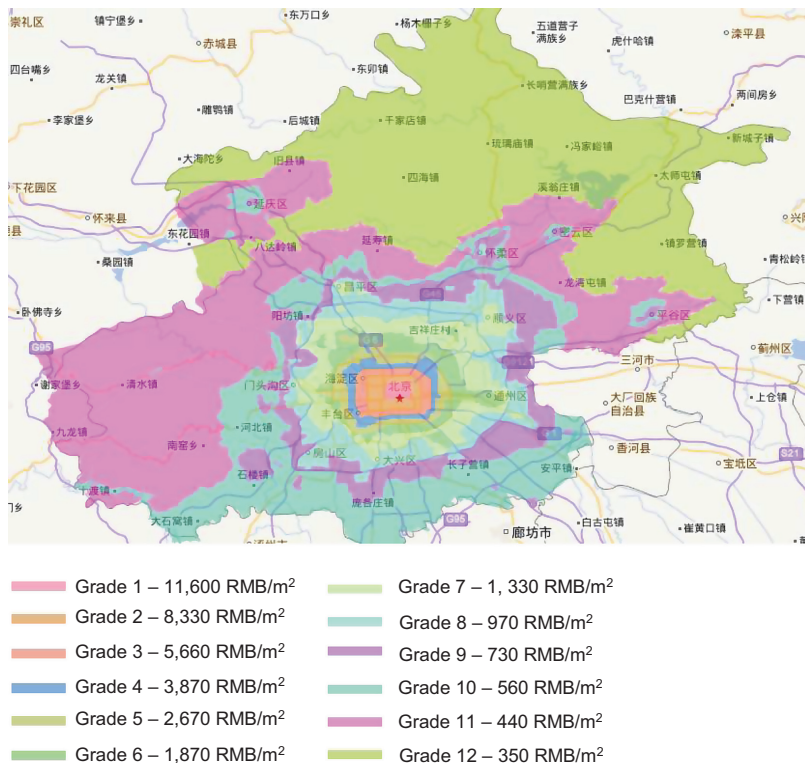 崇礼区
镇宁堡乡
东万口乡
杨木栅子乡
五道营子
满族乡
虎什哈镇
滦平县
赤城县
四台嘴乡
龙关镇
东卯镇
长哨营满族乡
巴克什营镇
两间房乡
雕鹗镇
后城镇
李家堡乡
千家店镇
琉璃庙镇
冯家峪镇
新城子镇
大海陀乡
旧县镇
四海镇
溪翁庄镇
太师屯镇
下花园区
延庆区
怀来县
东花园镇
八达岭镇
延寿镇
怀柔区
密云区
镇罗营镇
桑园镇
青松岭镇
昌平区
龙湾屯镇
下营镇
卧佛寺乡
阳坊镇
顺义区
平谷区
吉祥庄村
G95
三河市
蓟州区
谢家堡乡
清水镇
门头沟区
海淀区
北京
通州区
大厂回族
自治县
上仓镇
九龙镇
丰台区
河北镇
南窑乡
香河县
S21
房山区
大兴区
长子营镇
安平镇
宝坻区
十渡镇
石楼镇
庞各庄镇
大石窝镇
G95
白古屯镇
崔黄口镇
廊坊市
Grade 1 – 11,600 RMB/m²
Grade 2 – 8,330 RMB/m²
Grade 3 – 5,660 RMB/m²
Grade 4 – 3,870 RMB/m²
Grade 5 – 2,670 RMB/m²
Grade 6 – 1,870 RMB/m²
Grade 7 – 1, 330 RMB/m²
Grade 8 – 970 RMB/m²
Grade 9 – 730 RMB/m²
Grade 10 – 560 RMB/m²
Grade 11 – 440 RMB/m²
Grade 12 – 350 RMB/m²